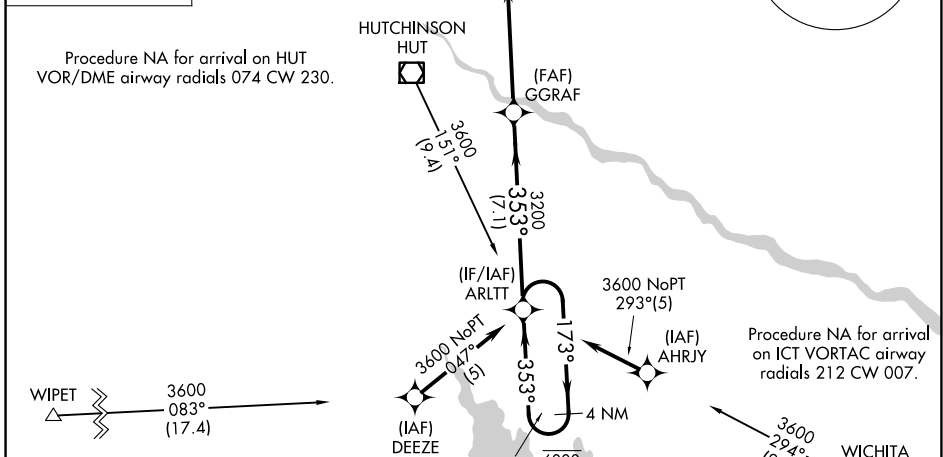 HUTCHINSON
HUT
Procedure NA for arrival on HUT
VOR/DME airway radials 074 CW 230.
(FAF)
GGRAF
3600
151°
(9.4)
3200
353°
(7.1)
(IF/IAF)
ARLTT
3600 NoPT
293°(5)
173°
353°
3600 NoPT
047°
(5)
(IAF)
AHRJY
Procedure NA for arrival
on ICT VORTAC airway
radials 212 CW 007.
WIPET
3600
083°
(17.4)
4 NM
(IAF)
DEEZE
3600
294°
WICHITA